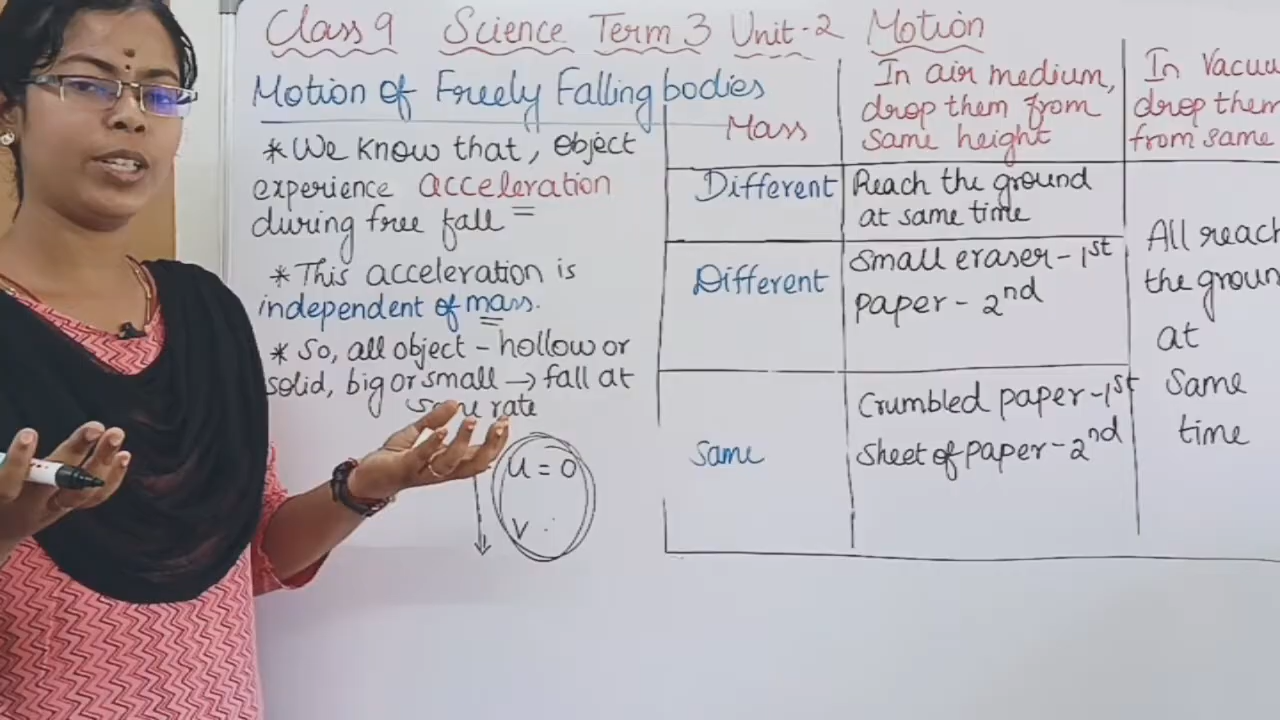 Class 9 Science Term 3 Unit-2 Motion
Motion of Freely Falling bodies
* We know that, object
experience acceleration
during free fall
* This acceleration is
independent of mass.
* So, all object - hollow or
solid, big or small → fall at
same rate
u = 0
v
Mass
In air medium,
drop them from
same height
In Vacuu
drop them
from same
Different
Reach the ground
at same time
Different
Small eraser - 1st
paper - 2nd
Same
Crumbled paper - 1st
Sheet of paper - 2nd
All reach
the groun
at
Same
time